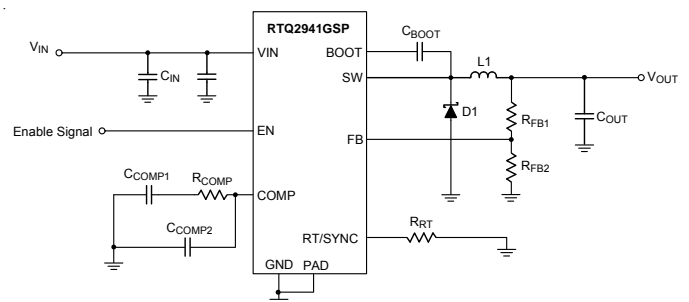 RTQ2941GSP
VIN
VIN
CIN
BOOT
CBOOT
SW
L1
VOUT
D1
RFB1
COUT
Enable Signal
EN
FB
RFB2
CCOMP1
RCOMP
COMP
CCOMP2
RT/SYNC
RRT
GND
PAD